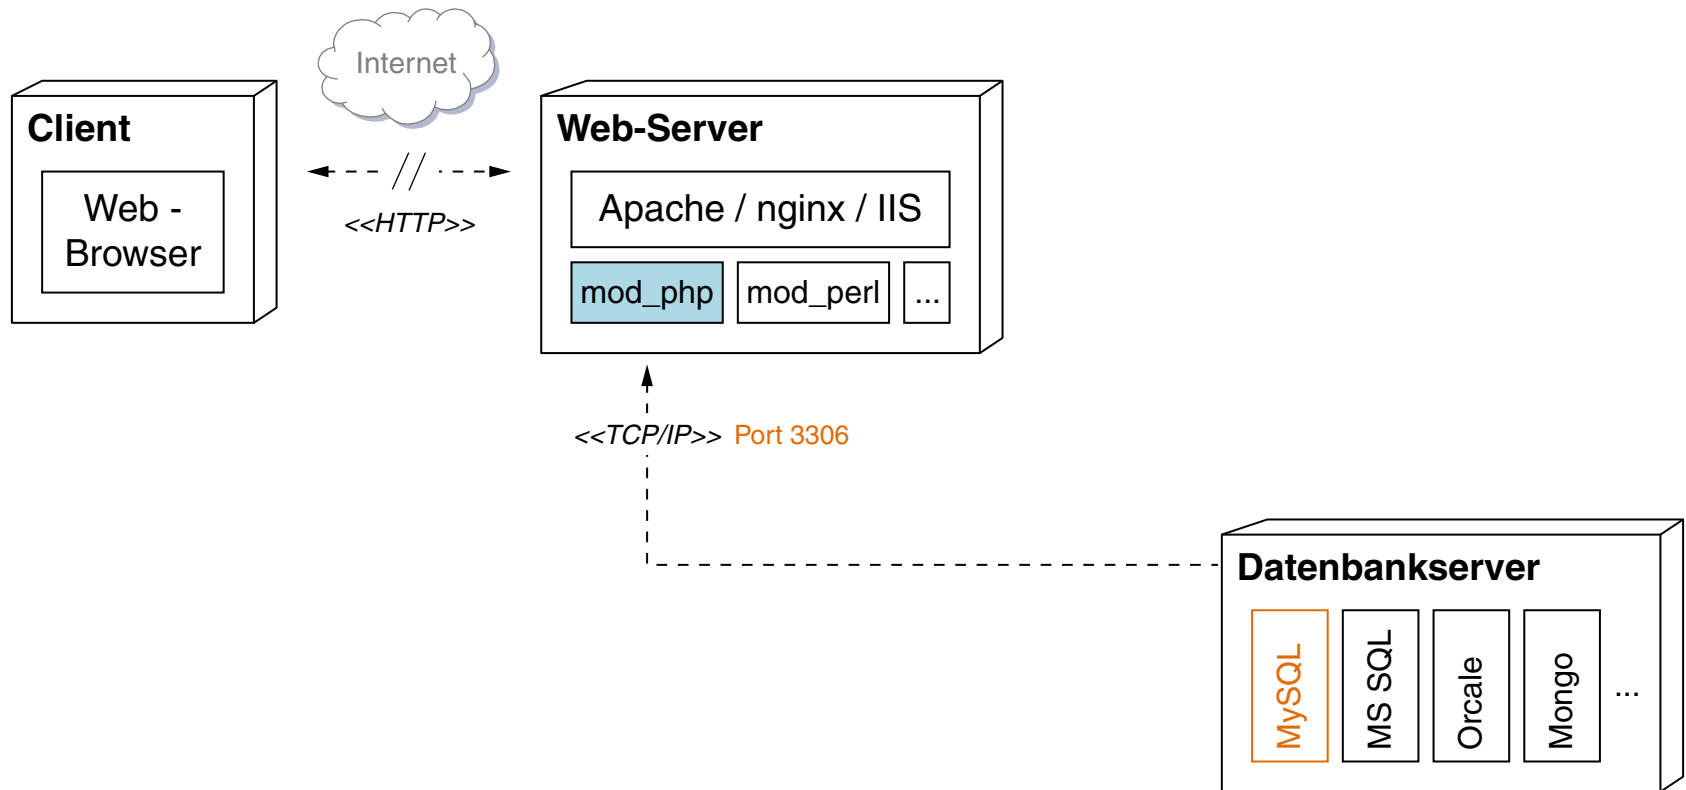 Internet
Client
Web -
Browser
<<HTTP>>
Web-Server
Apache / nginx / IIS
mod_php
mod_perl
...
<<TCP/IP>> Port 3306
Datenbankserver
MySQL
MS SQL
Orcale
Mongo
...